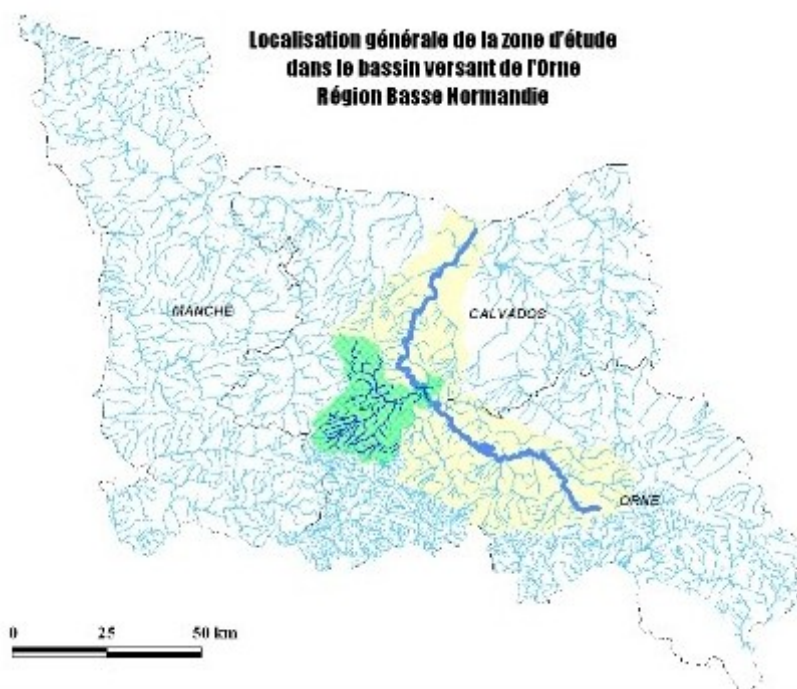 Localisation générale de la zone d'étude
dans le bassin versant de l'Orne
Région Basse Normandie
MANCHE
CALVADOS
ORNE
0 25 50 km